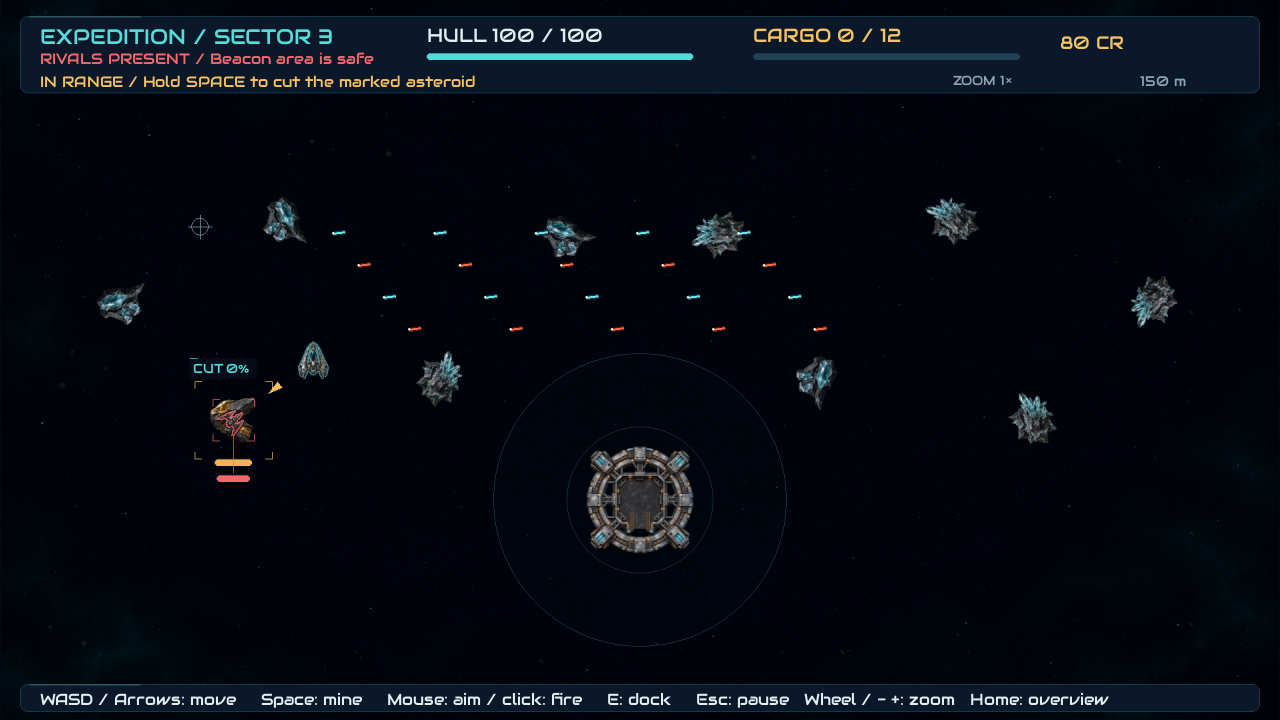 EXPEDITION / SECTOR 3
RIVALS PRESENT / Beacon area is safe
IN RANGE / Hold SPACE to cut the marked asteroid
HULL 100 / 100
CARGO 0 / 12
80 CR
ZOOM 1×
150 m
CUT 0%
WASD / Arrows: move Space: mine Mouse: aim / click: fire E: dock Esc: pause Wheel / - +: zoom Home: overview